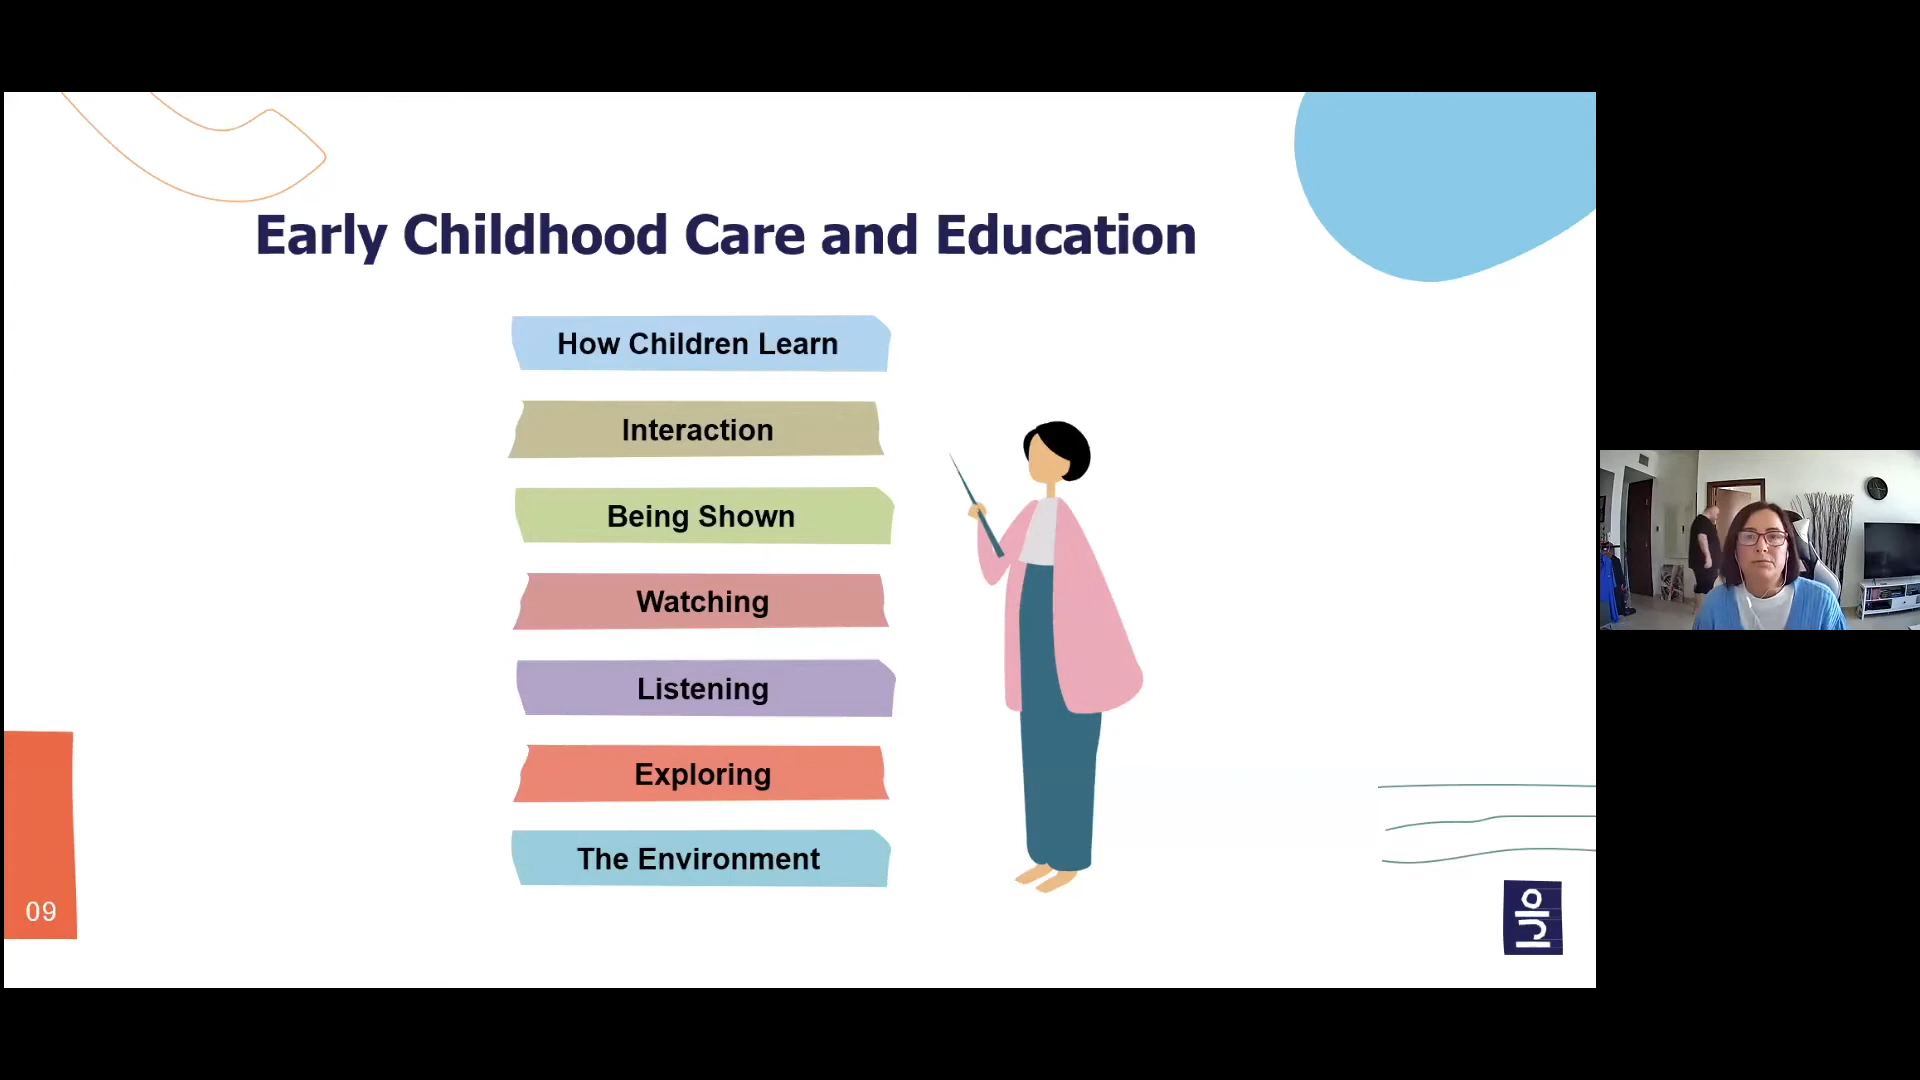 Early Childhood Care and Education
How Children Learn
Interaction
Being Shown
Watching
Listening
Exploring
The Environment
09